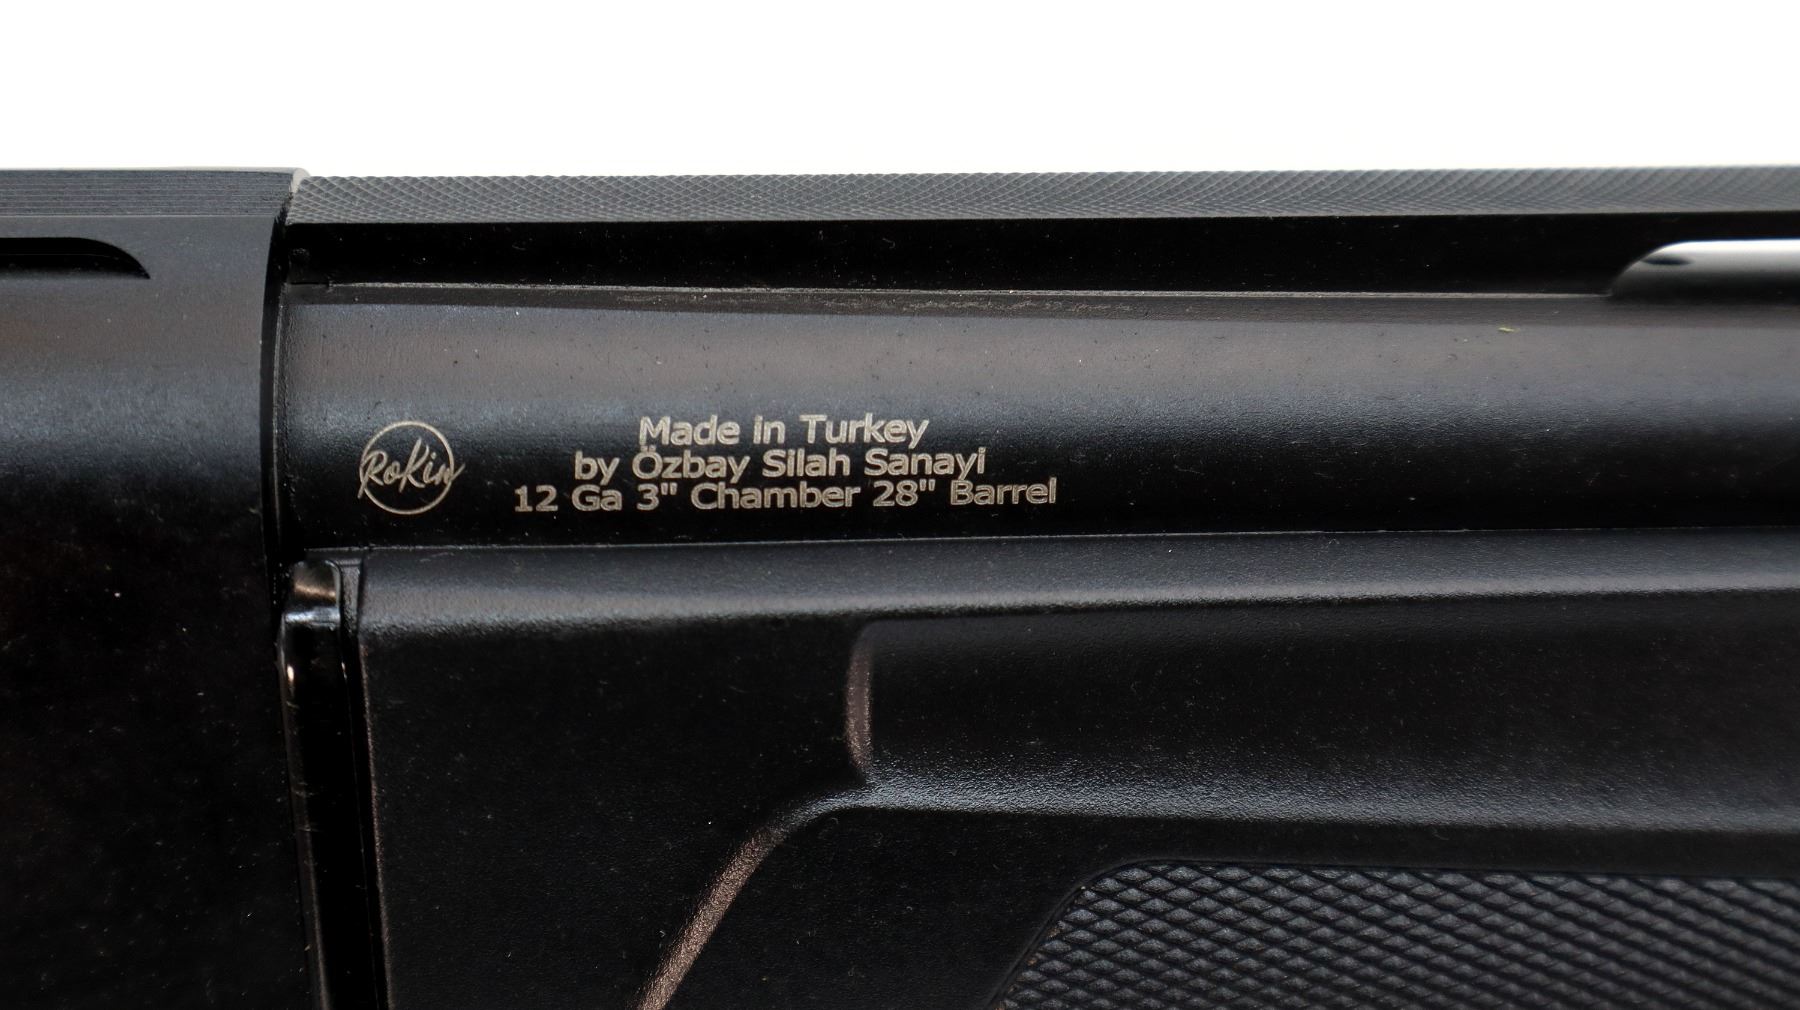 RoKin
Made in Turkey
by Özbay Silah Sanayi
12 Ga 3" Chamber 28" Barrel